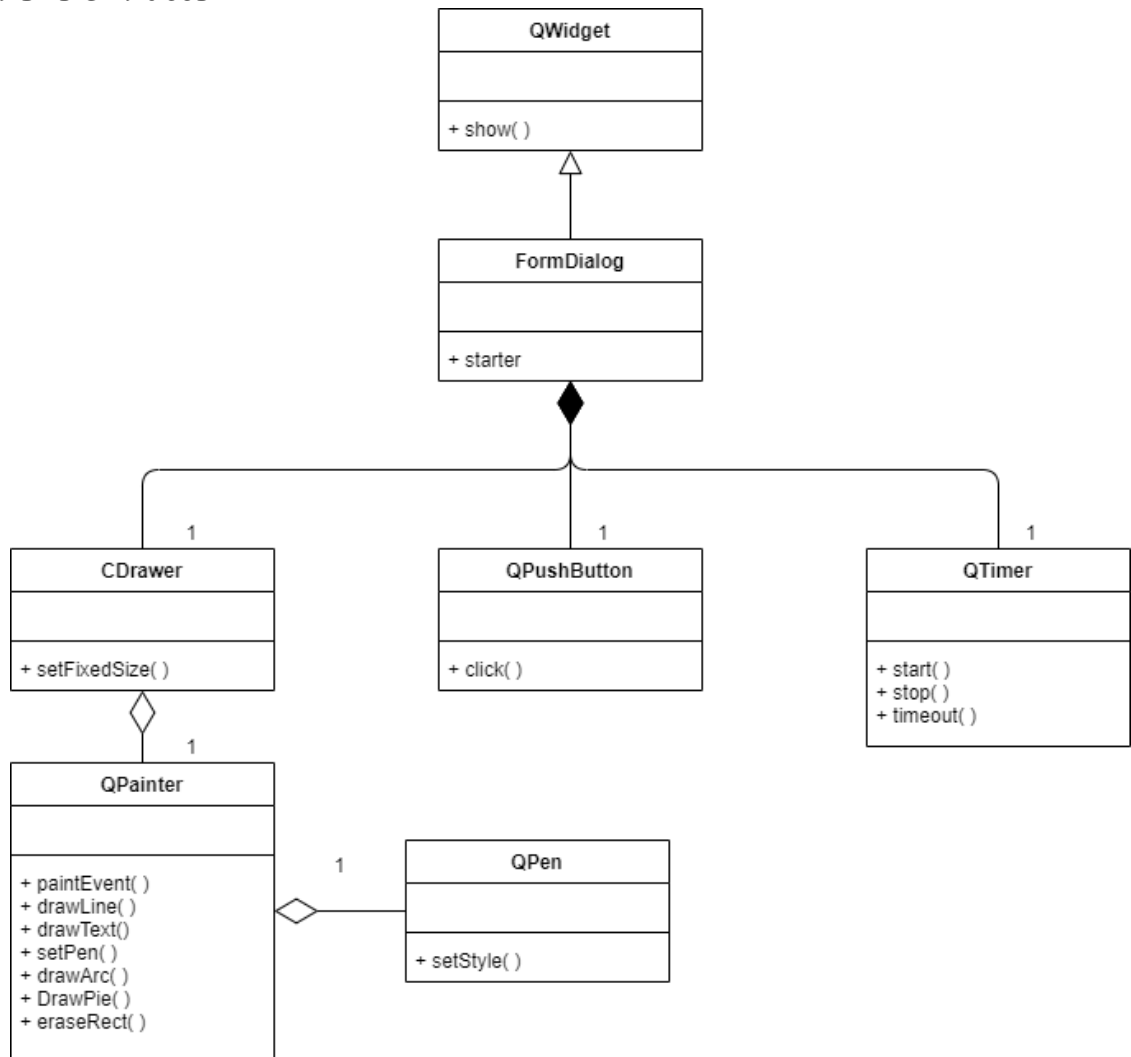 QWidget
+ show( )
FormDialog
+ starter
1
1
1
CDrawer
QPushButton
QTimer
+ setFixedSize( )
+ click( )
+ start( )
+ stop( )
+ timeout( )
1
QPainter
1
QPen
+ paintEvent( )
+ drawLine( )
+ drawText()
+ setPen( )
+ drawArc( )
+ DrawPie( )
+ eraseRect( )
+ setStyle( )